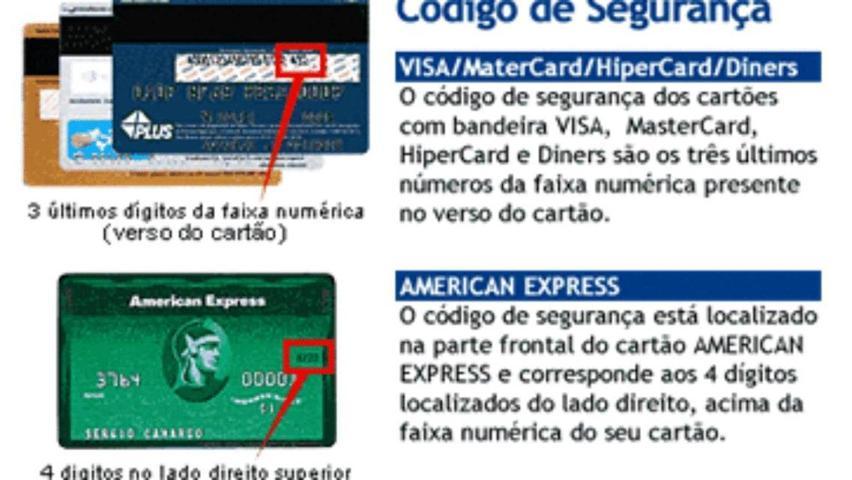 Código de Segurança
VISA/MaterCard/HiperCard/Diners
O código de segurança dos cartões
com bandeira VISA, MasterCard,
HiperCard e Diners são os três últimos
números da faixa numérica presente
no verso do cartão.
PLUS
3 últimos dígitos da faixa numérica
(verso do cartão)
AMERICAN EXPRESS
O código de segurança está localizado
na parte frontal do cartão AMERICAN
EXPRESS e corresponde aos 4 dígitos
localizados do lado direito, acima da
faixa numérica do seu cartão.
American Express
3764
0000
SERGIO CAMARGO
4 digitos no lado direito superior